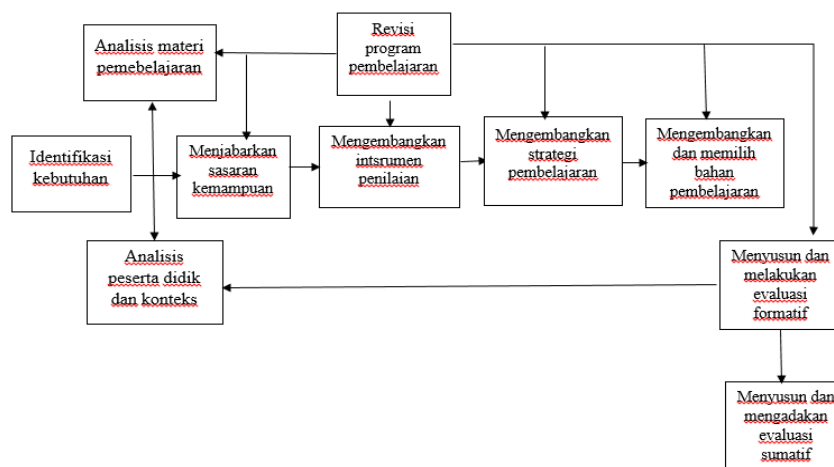 Revisi
program
pembelajaran
Analisis materi
pemebelajaran
Identifikasi
kebutuhan
Menjabarkan
sasaran
kemampuan
Mengembangkan
intsrumen
penilaian
Mengembangkan
strategi
pembelajaran
Mengembangkan
dan memilih
bahan
pembelajaran
Analisis
peserta didik
dan konteks
Menyusun dan
melakukan
evaluasi
formatif
Menyusun dan
mengadakan
evaluasi
sumatif